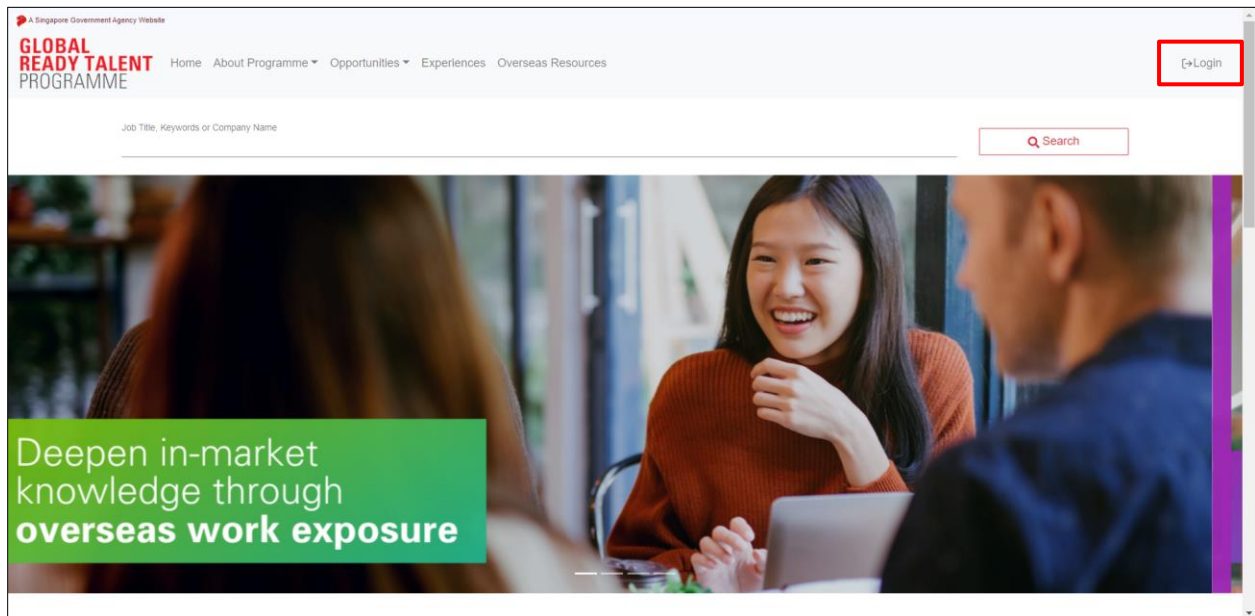 A Singapore Government Agency Website
GLOBAL
READY TALENT
PROGRAMME
Home About Programme Opportunities Experiences Overseas Resources
Login
Job Title, Keywords or Company Name
Search
Deepen in-market
knowledge through
overseas work exposure